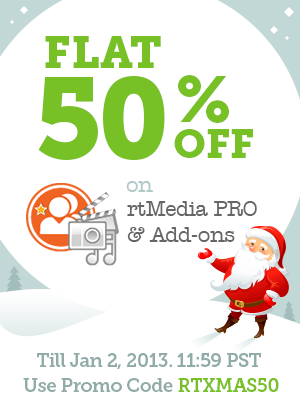 FLAT
50% OFF
on
rtMedia PRO
& Add-ons
Till Jan 2, 2013. 11:59 PST
Use Promo Code RTXMAS50